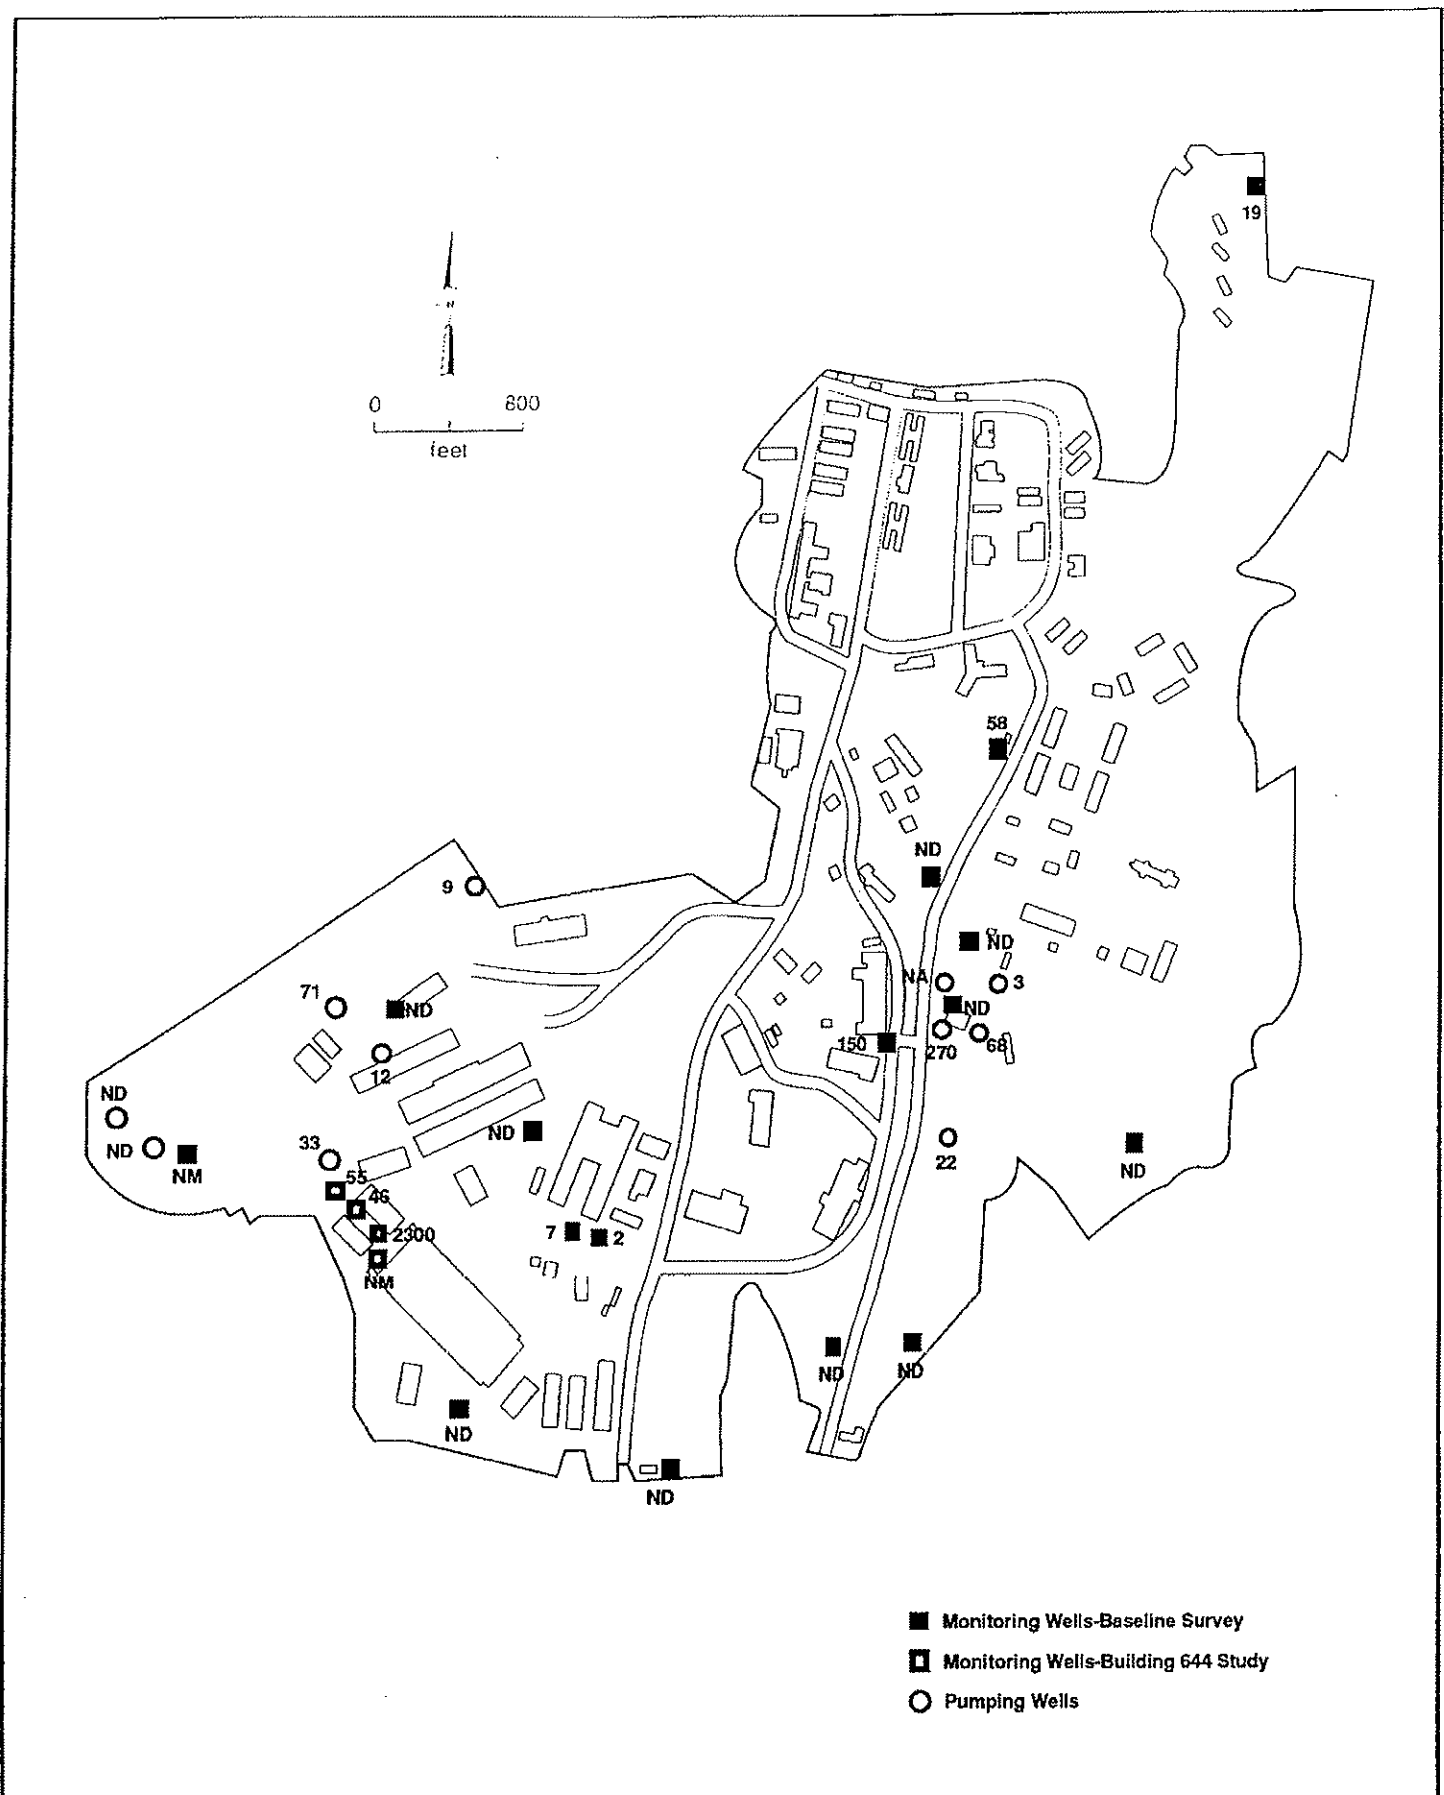 19
N
0 800
feet
58
ND
9
ND
NA
3
71
ND
ND
150
270
68
12
ND
ND
33
ND
22
NM
ND
55
46
7
2
2300
NM
ND
ND
ND
ND
Monitoring Wells-Baseline Survey
Monitoring Wells-Building 644 Study
Pumping Wells